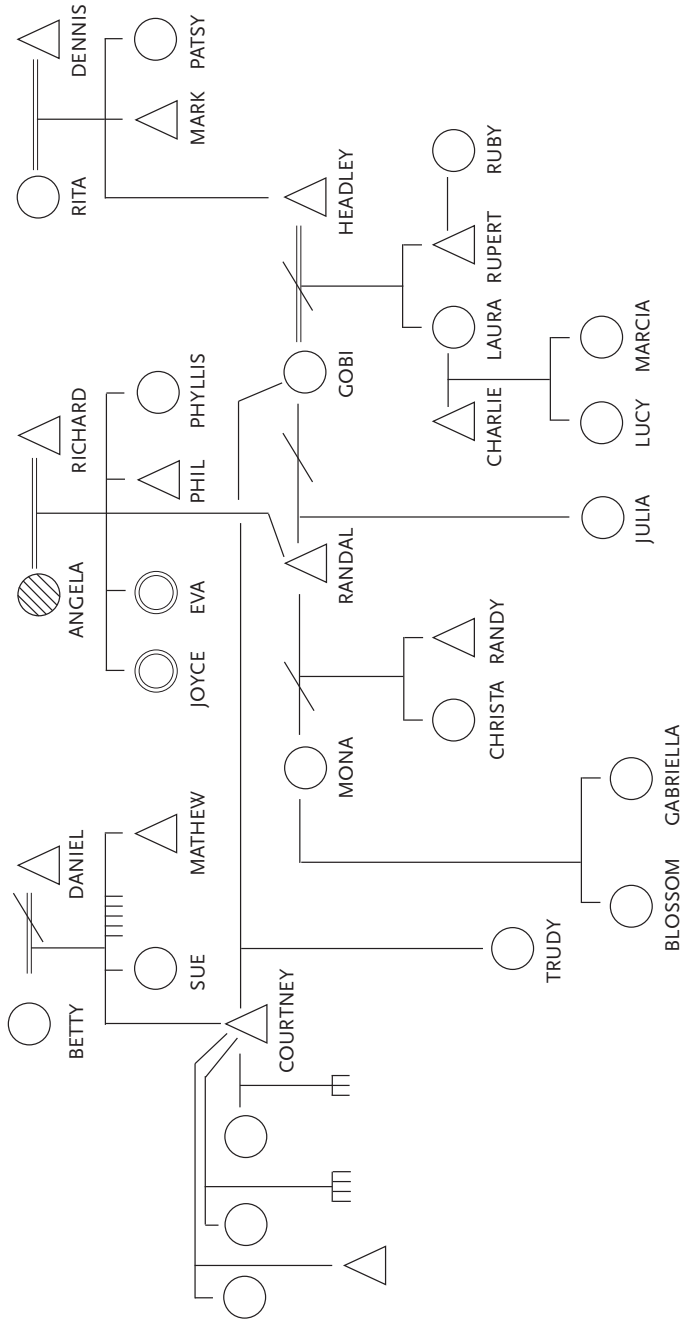 BETTY
DANIEL
ANGELA
RICHARD
RITA
DENNIS
SUE
MATHEW
JOYCE
EVA
PHIL
PHYLLIS
MARK
PATSY
COURTNEY
MONA
RANDAL
GOBI
HEADLEY
CHRISTA
RANDY
CHARLIE
LAURA
RUPERT
RUBY
TRUDY
BLOSSOM
GABRIELLA
JULIA
LUCY
MARCIA